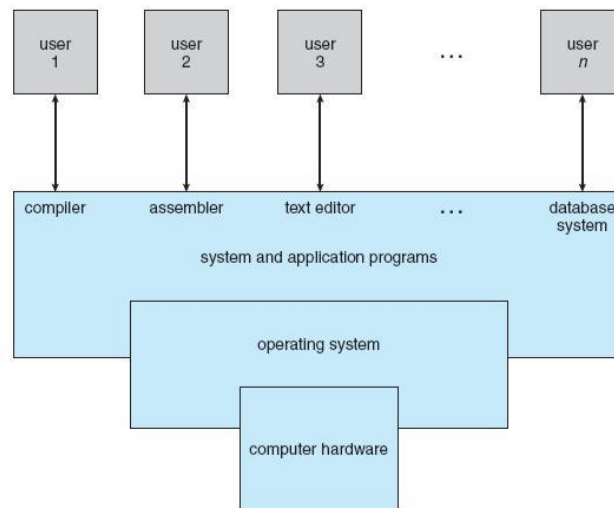 user
1
user
2
user
3
...
user
n
compiler
assembler
text editor
...
database
system
system and application programs
operating system
computer hardware